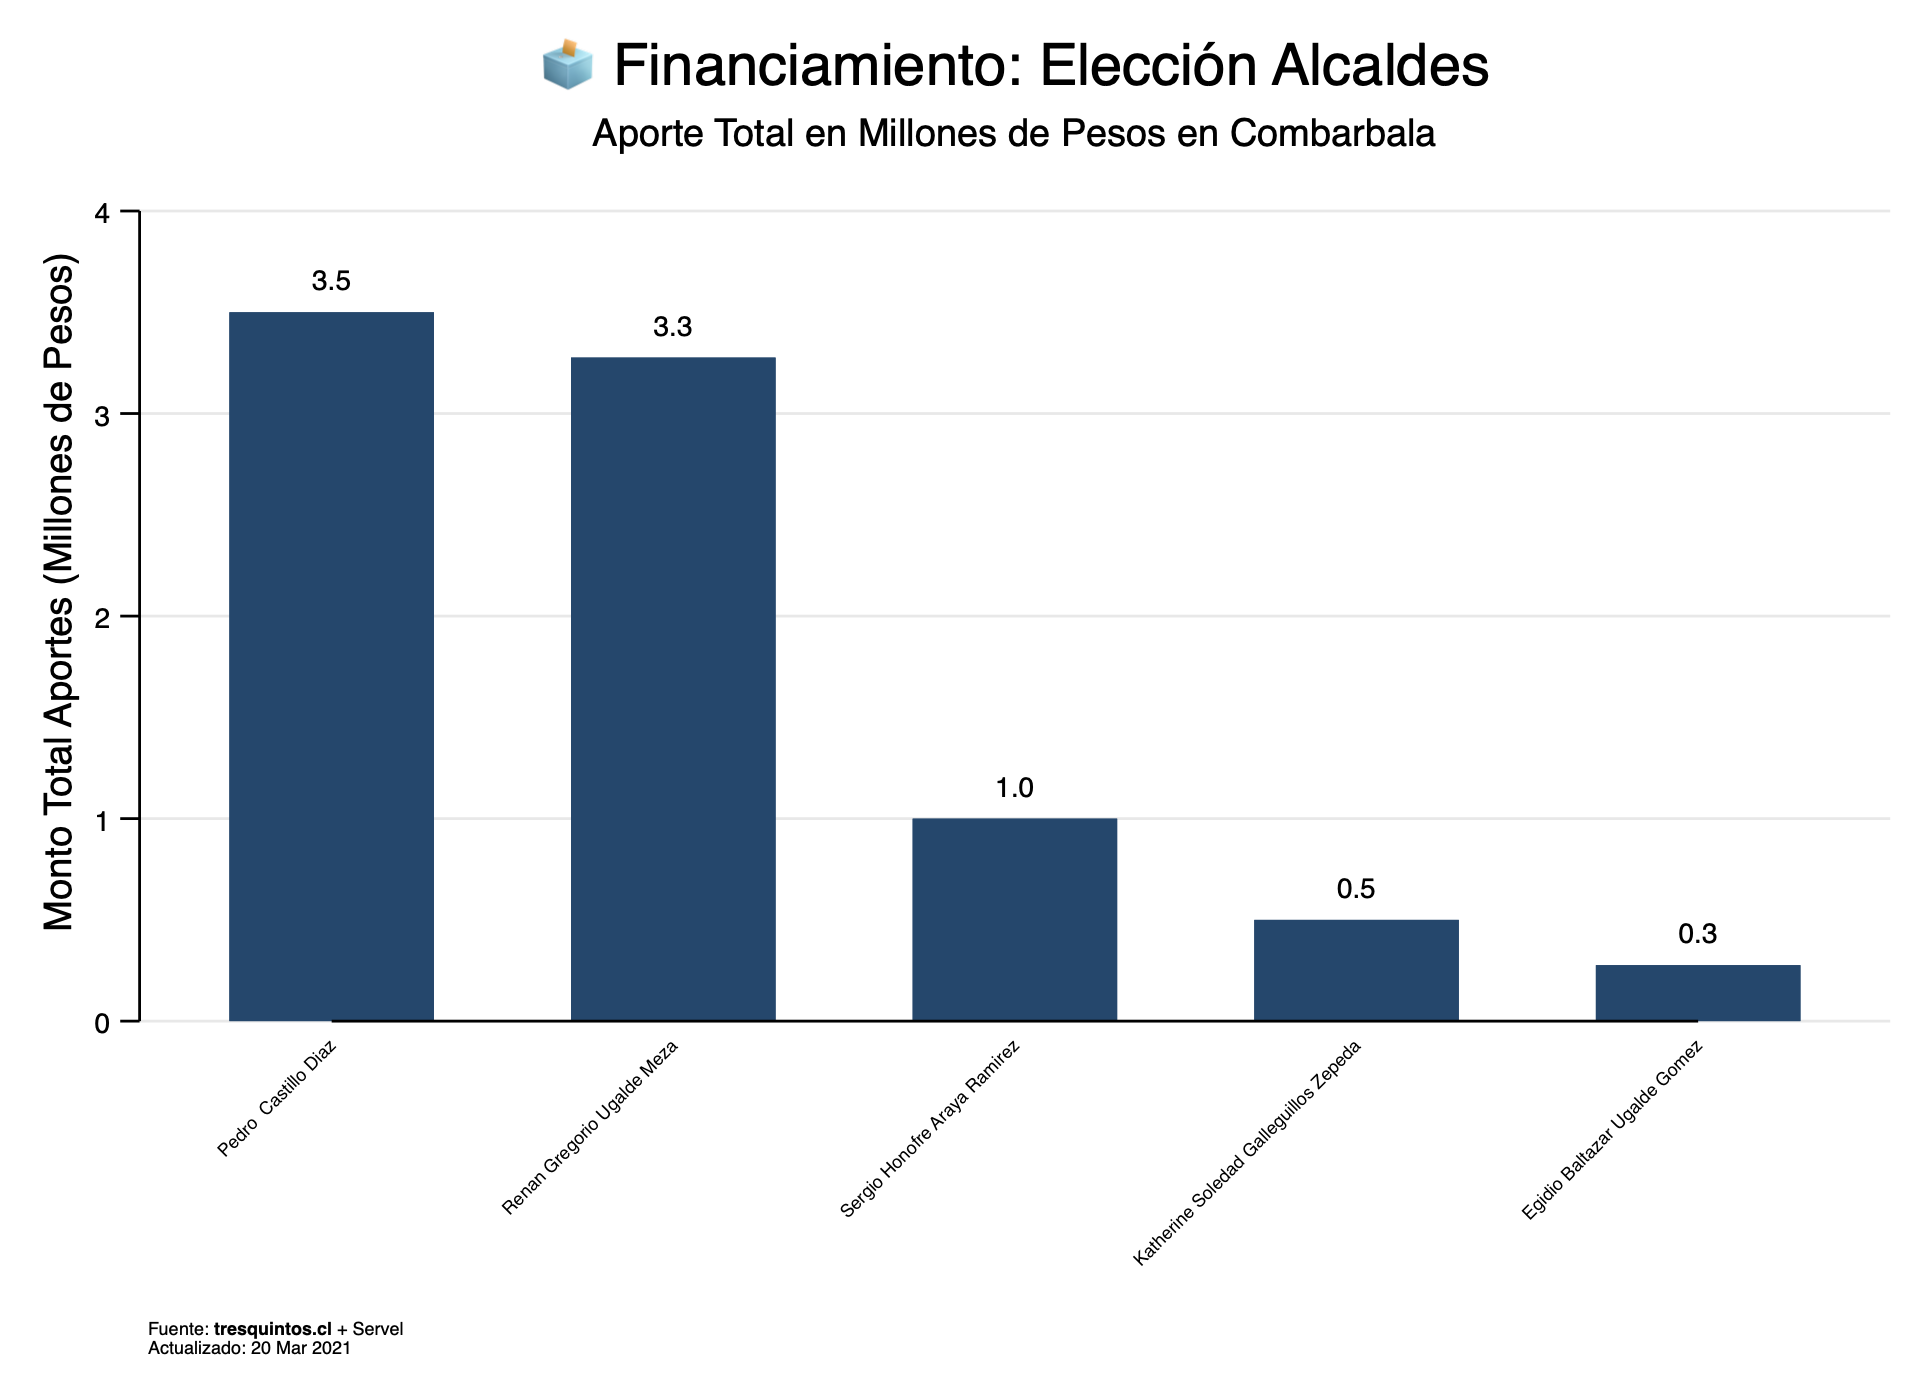 Financiamiento: Elección Alcaldes
Aporte Total en Millones de Pesos en Combarbala
Monto Total Aportes (Millones de Pesos)
4
3
2
1
0
3.5
3.3
1.0
0.5
0.3
Pedro  Castillo Diaz
Renan Gregorio Ugalde Meza
Sergio Honofre Araya Ramirez
Katherine Soledad Galleguillos Zepeda
Egidio Baltazar Ugalde Gomez
Fuente: tresquintos.cl + Servel
Actualizado: 20 Mar 2021